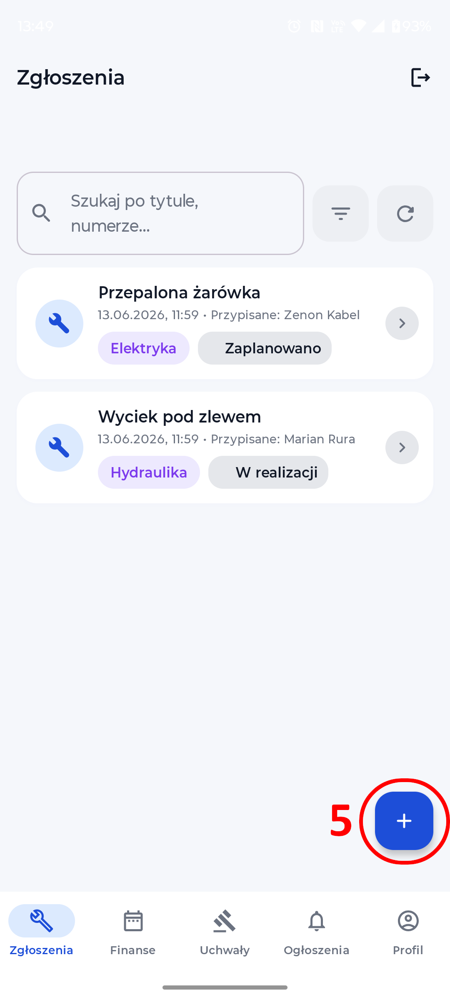 13:49
Vo LTE 93%
Zgłoszenia
Szukaj po tytule,
numerze...
Przepalona żarówka
13.06.2026, 11:59 • Przypisane: Zenon Kabel
Elektryka Zaplanowano
Wyciek pod zlewem
13.06.2026, 11:59 • Przypisane: Marian Rura
Hydraulika W realizacji
5
Zgłoszenia Finanse Uchwały Ogłoszenia Profil